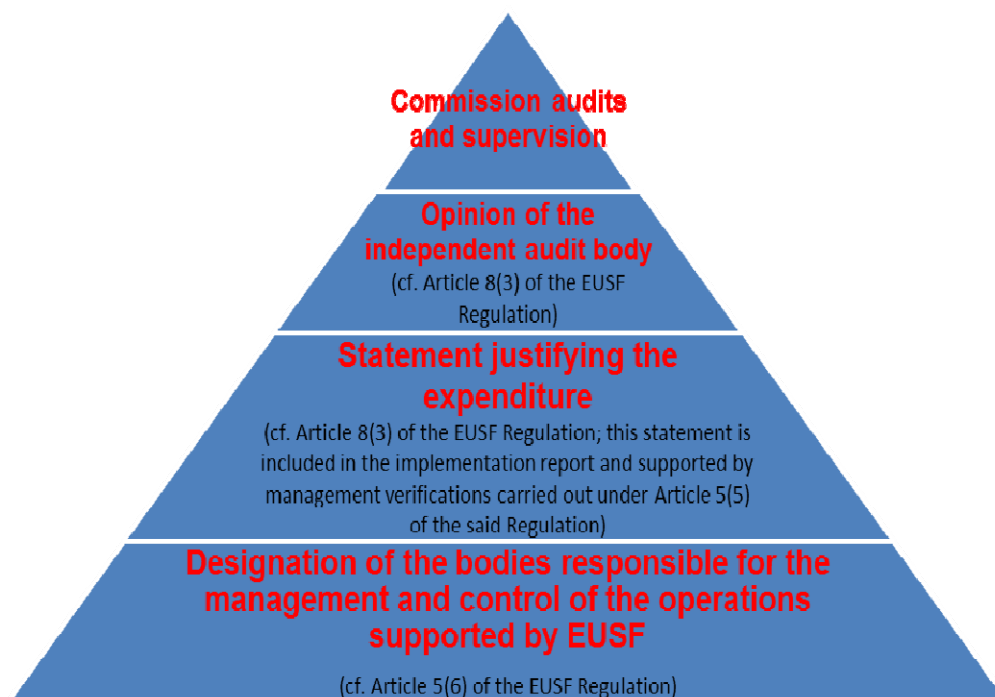 Commission audits
and supervision
Opinion of the
independent audit body
(cf. Article 8(3) of the EUSF
Regulation)
Statement justifying the
expenditure
(cf. Article 8(3) of the EUSF Regulation; this statement is
included in the implementation report and supported by
management verifications carried out under Article 5(5)
of the said Regulation)
Designation of the bodies responsible for the
management and control of the operations
supported by EUSF
(cf. Article 5(6) of the EUSF Regulation)